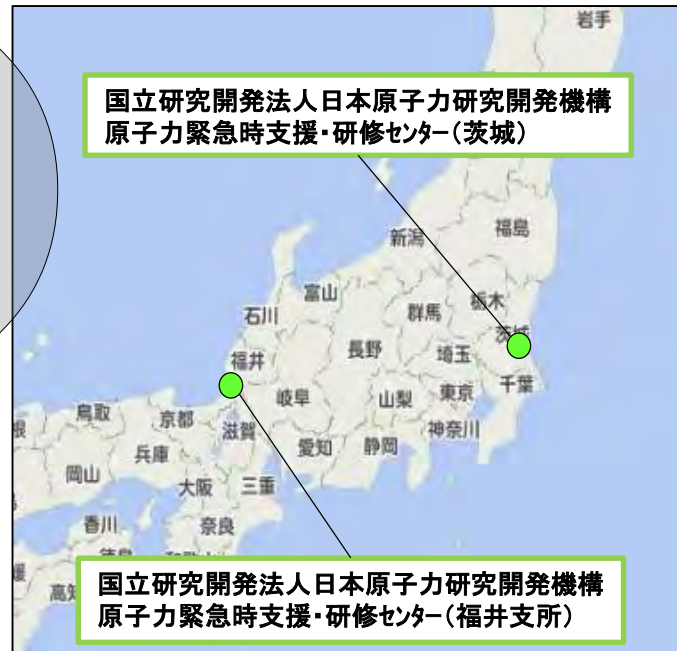 岩手
国立研究開発法人日本原子力研究開発機構
原子力緊急時支援・研修センター(茨城)
福島
新潟
富山
栃木
群馬
石川
茨城
長野
埼玉
福井
千葉
岐阜
山梨
東京
鳥取
京都
滋賀
神奈川
愛知
静岡
兵庫
岡山
大阪
三重
香川
奈良
国立研究開発法人日本原子力研究開発機構
原子力緊急時支援・研修センター(福井支所)